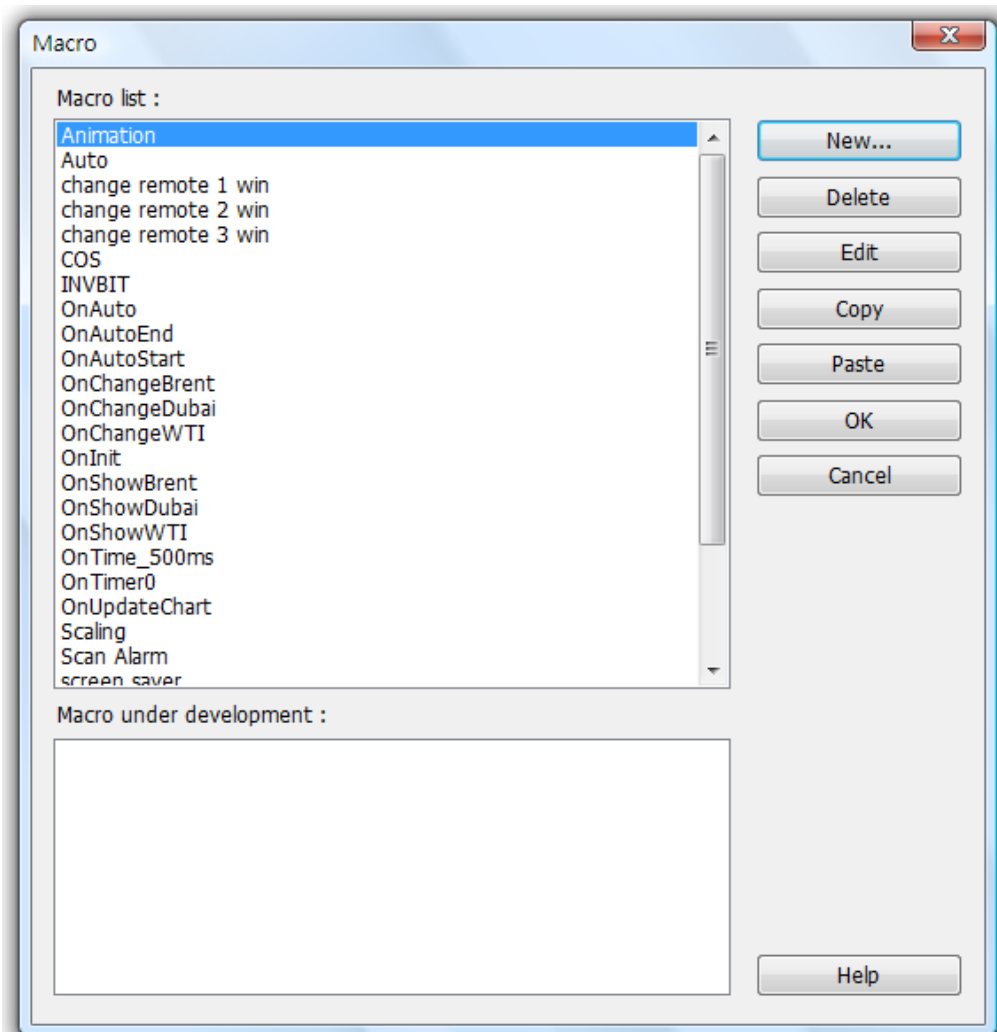 Macro
Macro list :
Animation
Auto
change remote 1 win
change remote 2 win
change remote 3 win
COS
INVBIT
OnAuto
OnAutoEnd
OnAutoStart
OnChangeBrent
OnChangeDubai
OnChangeWTI
OnInit
OnShowBrent
OnShowDubai
OnShowWTI
OnTime_500ms
OnTimer0
OnUpdateChart
Scaling
Scan Alarm
screen saver
New...
Delete
Edit
Copy
Paste
OK
Cancel
Macro under development :
Help